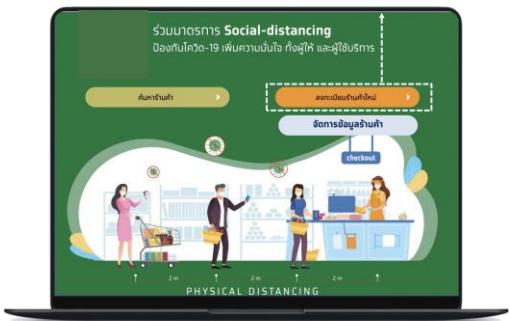 ร่วมมาตรการ Social-distancing
ป้องกันโควิด-19 เพิ่มความมั่นใจ ทั้งผู้ให้ และผู้ใช้บริการ
ค้นหาร้านค้า
ลงทะเบียนร้านค้าใหม่
จัดการข้อมูลร้านค้า
checkout
2 m
2 m
2 m
PHYSICAL DISTANCING